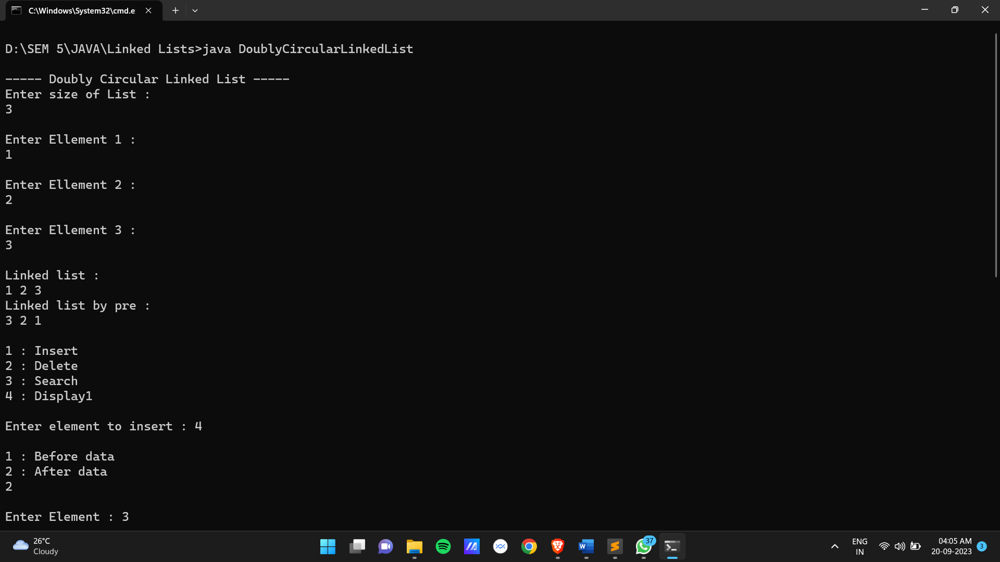 C:\Windows\System32\cmd.e
D:\SEM 5\JAVA\Linked Lists>java DoublyCircularLinkedList
----- Doubly Circular Linked List -----
Enter size of List :
3
Enter Ellement 1 :
1
Enter Ellement 2 :
2
Enter Ellement 3 :
3
Linked list :
1 2 3
Linked list by pre :
3 2 1
1 : Insert
2 : Delete
3 : Search
4 : Display1
Enter element to insert : 4
1 : Before data
2 : After data
2
Enter Element : 3
26°C
Cloudy
W
37
ENG
IN
04:05 AM
20-09-2023
3